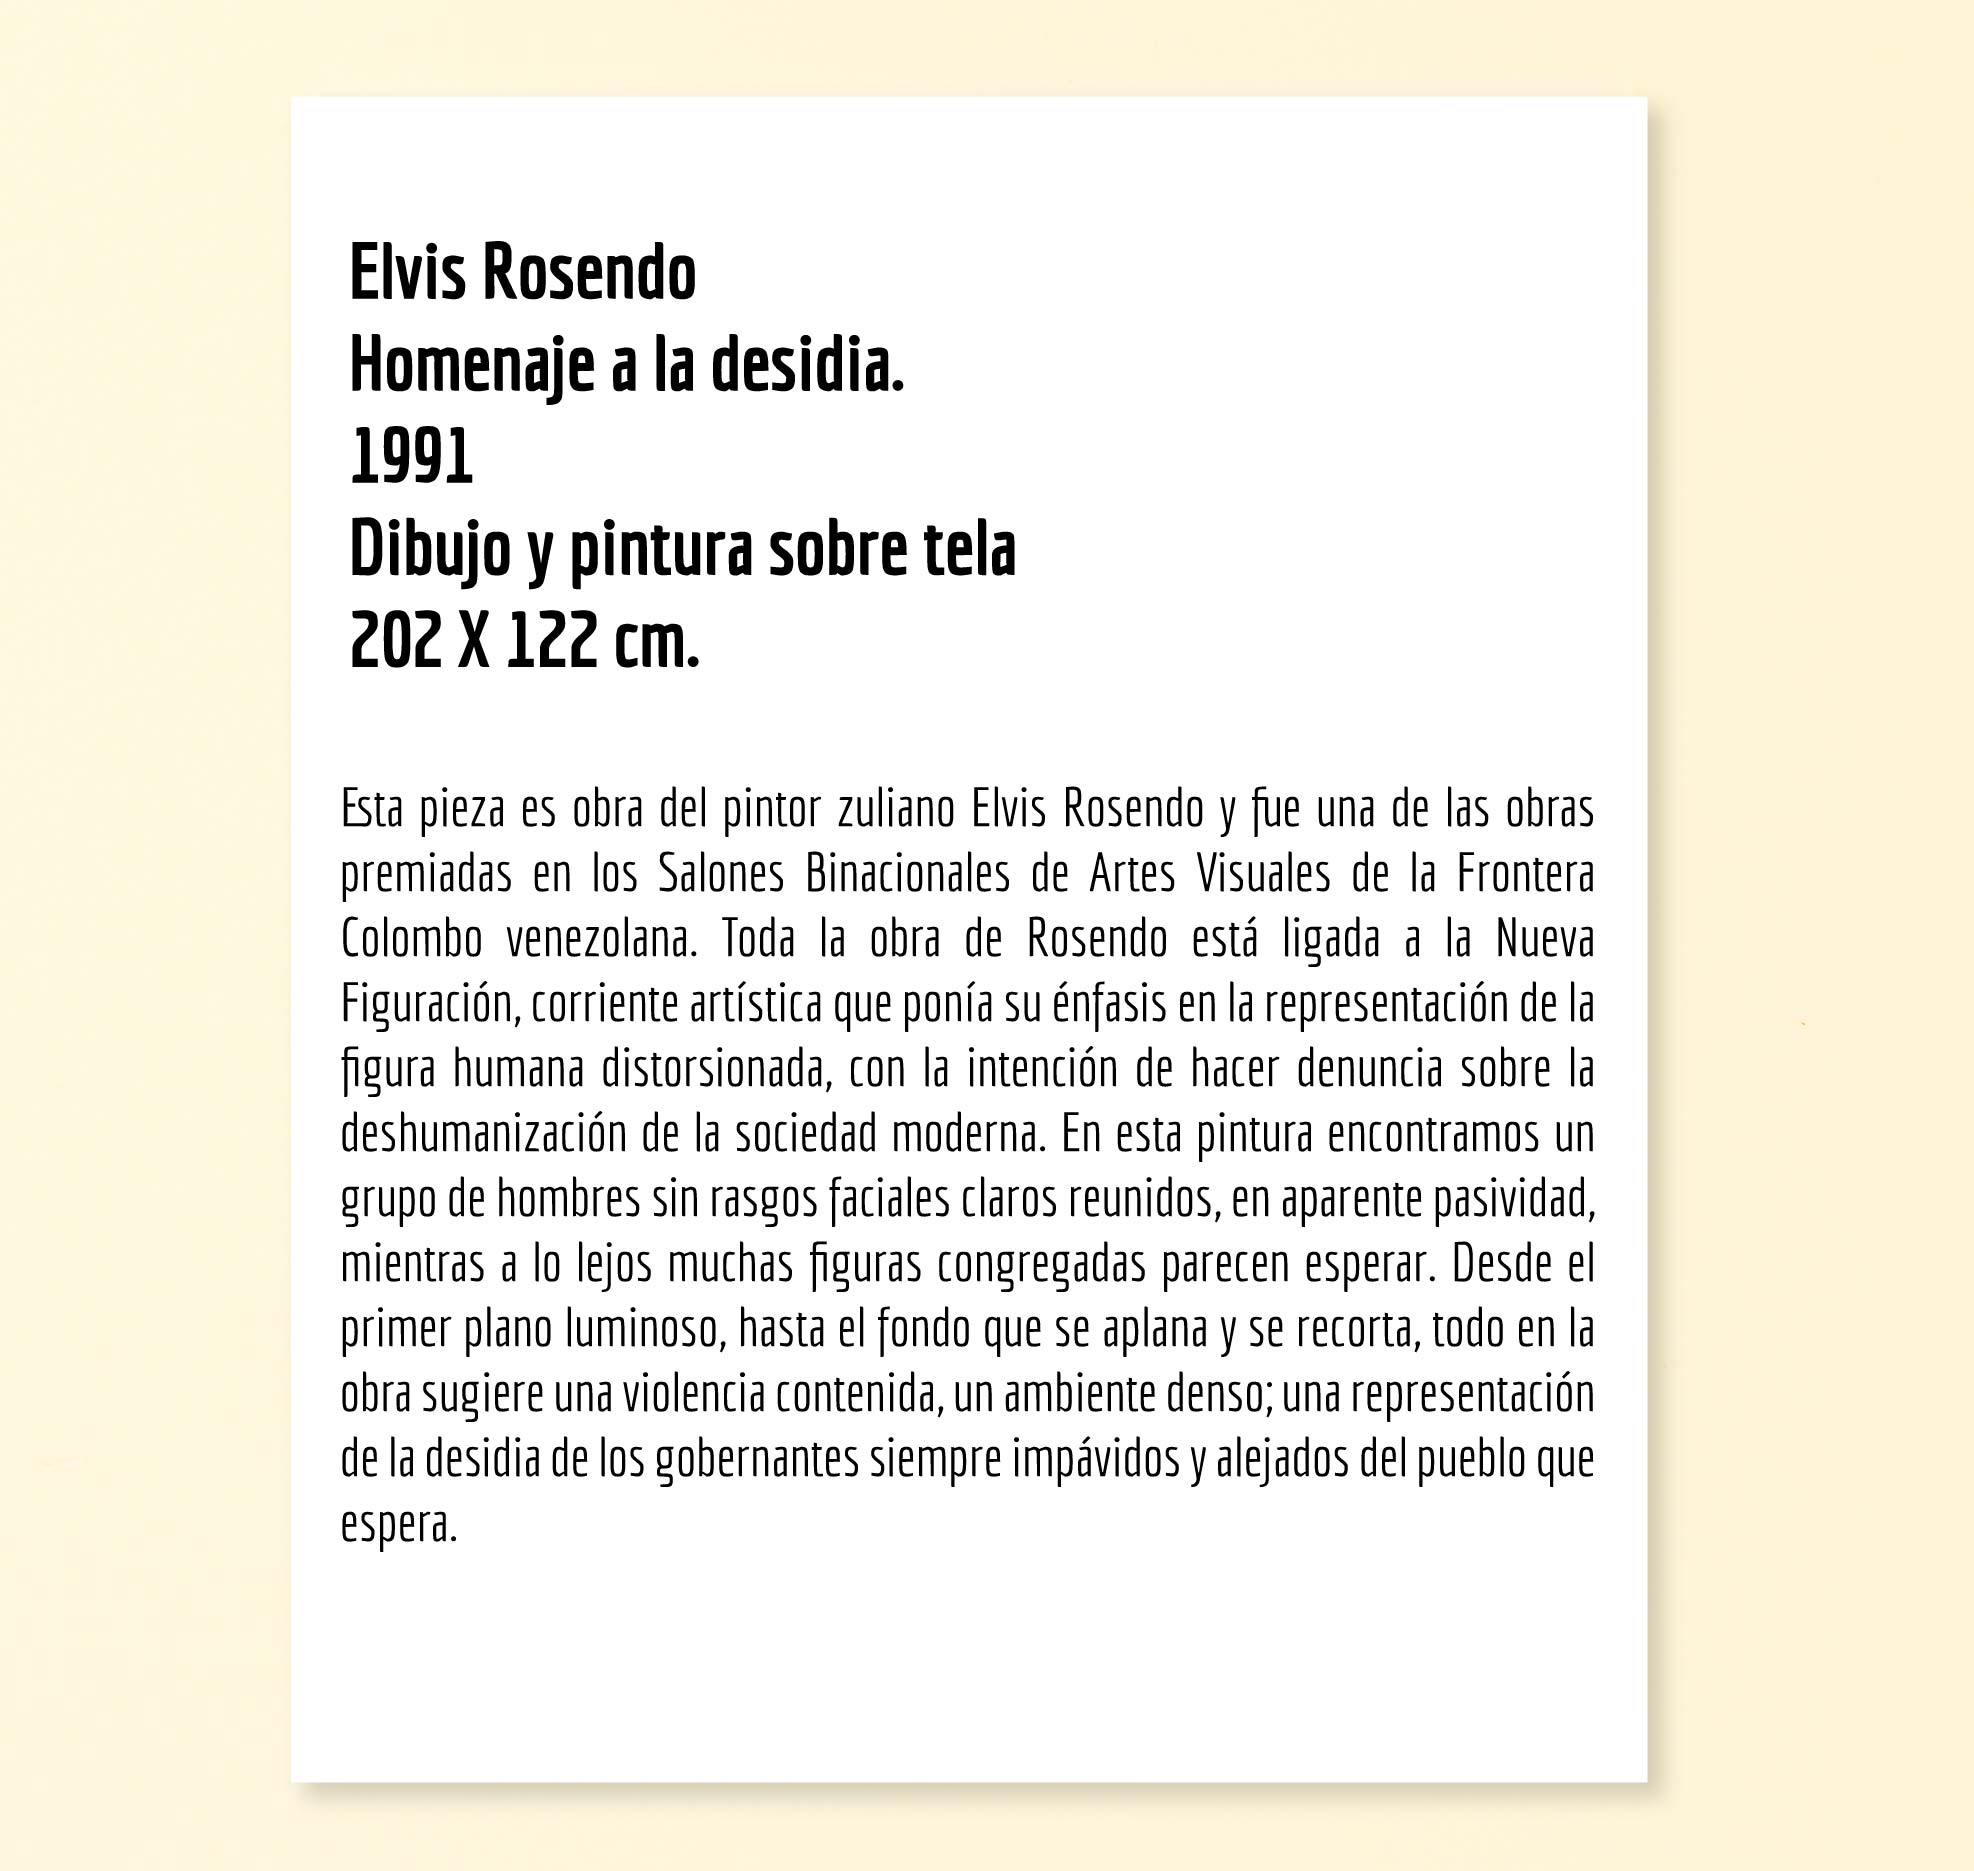 Elvis Rosendo
Homenaje a la desidia.
1991
Dibujo y pintura sobre tela
202 X 122 cm.
Esta pieza es obra del pintor zuliano Elvis Rosendo y fue una de las obras
premiadas en los Salones Binacionales de Artes Visuales de la Frontera
Colombo venezolana. Toda la obra de Rosendo está ligada a la Nueva
Figuración, corriente artística que ponía su énfasis en la representación de la
figura humana distorsionada, con la intención de hacer denuncia sobre la
deshumanización de la sociedad moderna. En esta pintura encontramos un
grupo de hombres sin rasgos faciales claros reunidos, en aparente pasividad,
mientras a lo lejos muchas figuras congregadas parecen esperar. Desde el
primer plano luminoso, hasta el fondo que se aplana y se recorta, todo en la
obra sugiere una violencia contenida, un ambiente denso; una representación
de la desidia de los gobernantes siempre impávidos y alejados del pueblo que
espera.